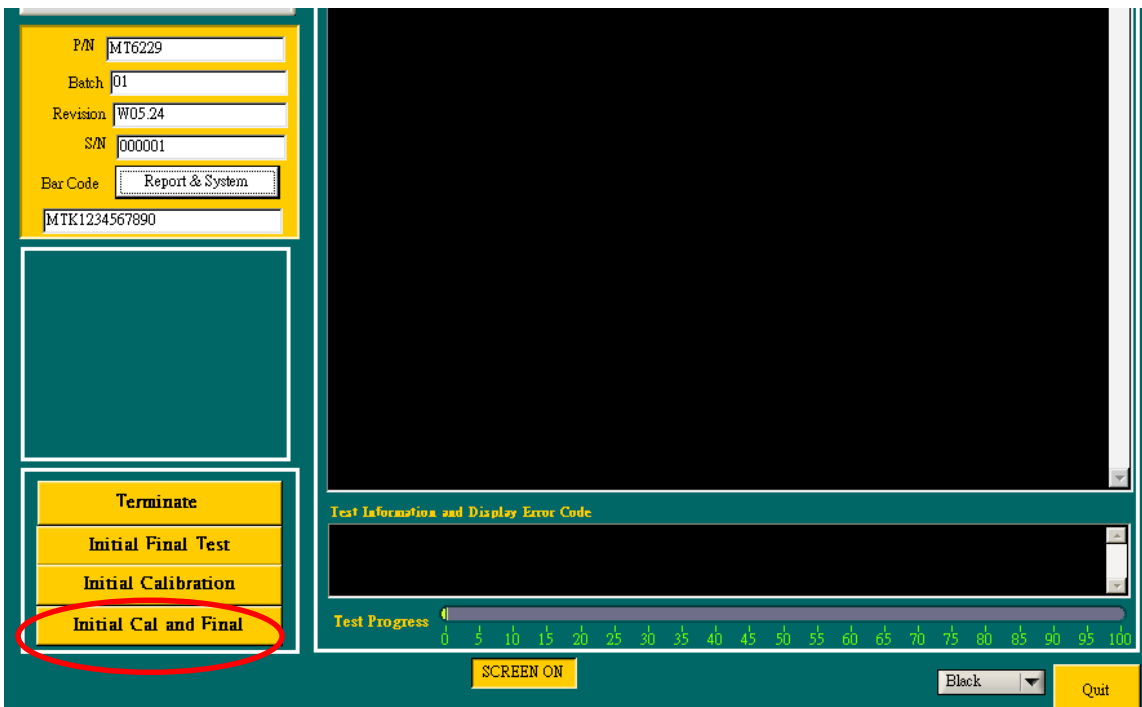 P/N MT6229
Batch 01
Revision W05.24
S/N 000001
Bar Code Report & System
MTK1234567890
Terminate
Initial Final Test
Initial Calibration
Initial Cal and Final
Test Information and Display Error Code
Test Progress
0 5 10 15 20 25 30 35 40 45 50 55 60 65 70 75 80 85 90 95 100
SCREEN ON
Black
Quit